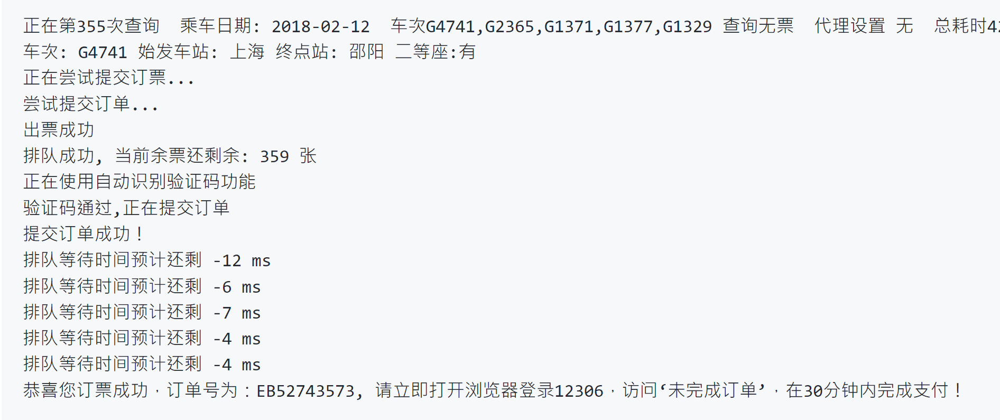 正在第355次查询  乘车日期: 2018-02-12  车次G4741,G2365,G1371,G1377,G1329 查询无票  代理设置 无  总耗时4
车次: G4741 始发车站: 上海 终点站: 邵阳 二等座:有
正在尝试提交订票...
尝试提交订单...
出票成功
排队成功, 当前余票还剩余: 359 张
正在使用自动识别验证码功能
验证码通过,正在提交订单
提交订单成功！
排队等待时间预计还剩 -12 ms
排队等待时间预计还剩 -6 ms
排队等待时间预计还剩 -7 ms
排队等待时间预计还剩 -4 ms
排队等待时间预计还剩 -4 ms
恭喜您订票成功，订单号为：EB52743573, 请立即打开浏览器登录12306，访问‘未完成订单’，在30分钟内完成支付！